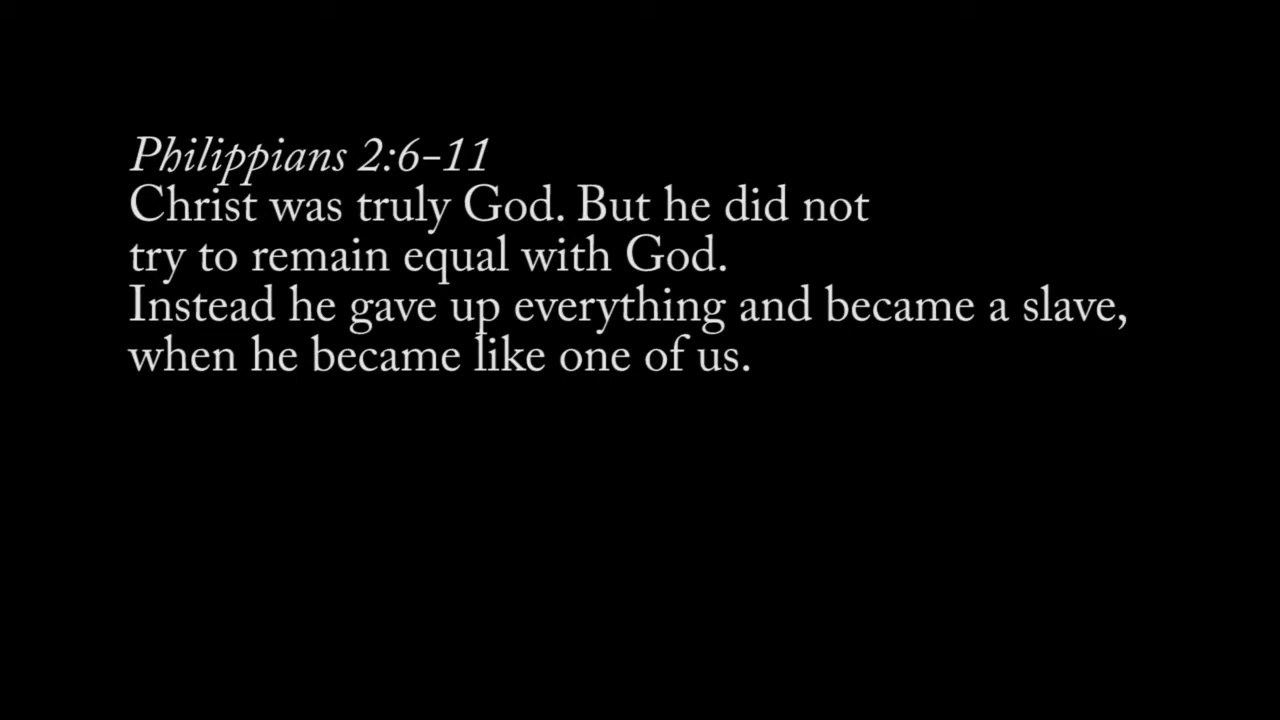 Philippians 2:6–11
Christ was truly God. But he did not
try to remain equal with God.
Instead he gave up everything and became a slave,
when he became like one of us.